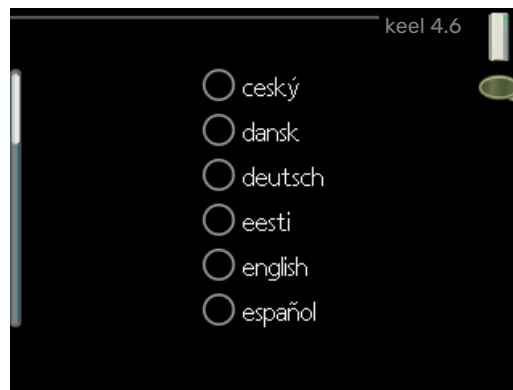 keel 4.6
ceský
dansk
deutsch
eesti
english
español